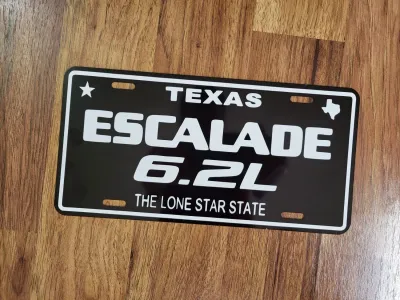 TEXAS
ESCALADE
6.2L
THE LONE STAR STATE